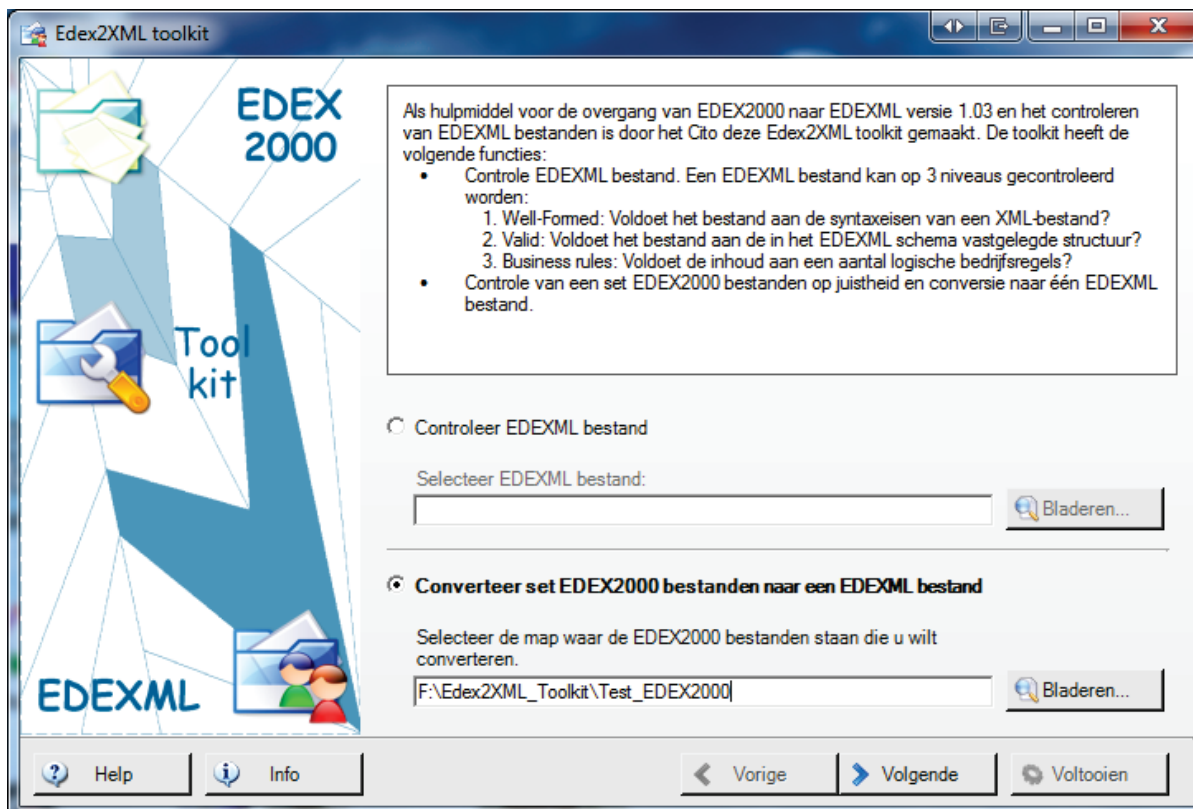 Edex2XML toolkit
EDEX
2000
Tool
kit
EDEXML
Als hulpmiddel voor de overgang van EDEX2000 naar EDEXML versie 1.03 en het controleren
van EDEXML bestanden is door het Cito deze Edex2XML toolkit gemaakt. De toolkit heeft de
volgende functies:
• Controle EDEXML bestand. Een EDEXML bestand kan op 3 niveaus gecontroleerd
worden:
1. Well-Formed: Voldoet het bestand aan de syntaxeisen van een XML-bestand?
2. Valid: Voldoet het bestand aan de in het EDEXML schema vastgelegde structuur?
3. Business rules: Voldoet de inhoud aan een aantal logische bedrijfsregels?
• Controle van een set EDEX2000 bestanden op juistheid en conversie naar één EDEXML
bestand.
Controleer EDEXML bestand
Selecteer EDEXML bestand:
Bladeren...
Converteer set EDEX2000 bestanden naar een EDEXML bestand
Selecteer de map waar de EDEX2000 bestanden staan die u wilt
converteren.
F:\Edex2XML_Toolkit\Test_EDEX2000
Bladeren...
Help
Info
Vorige
Volgende
Voltooien